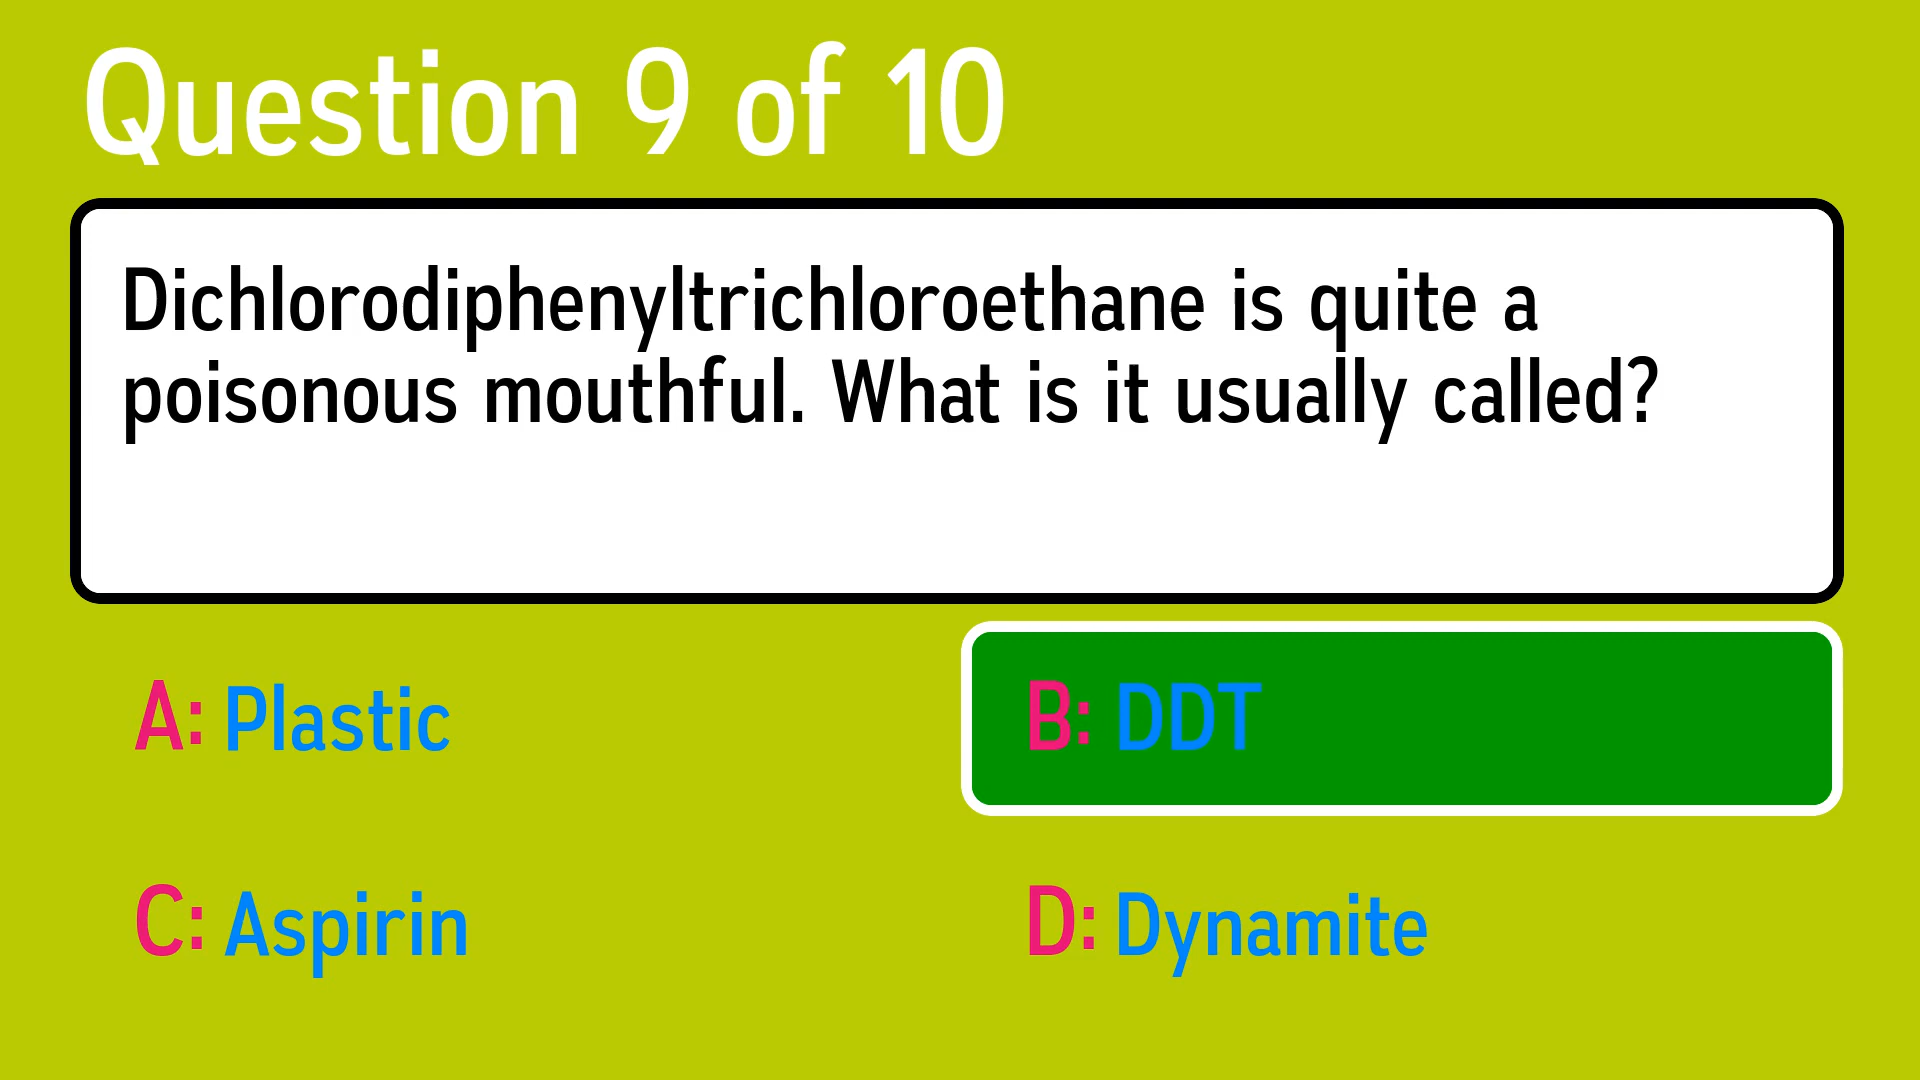 Question 9 of 10
Dichlorodiphenyltrichloroethane is quite a
poisonous mouthful. What is it usually called?
A: Plastic
B: DDT
C: Aspirin
D: Dynamite